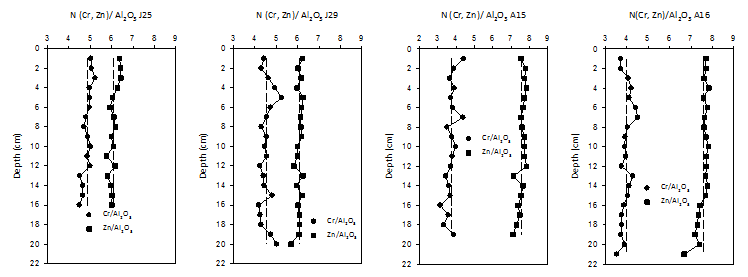 N (Cr, Zn)/ Al₂O₃ J25
3 4 5 6 7 8 9
0
2
4
6
8
10
12
14
16
18
20
22
Depth (cm)
Cr/Al₂O₃
Zn/Al₂O₃
N (Cr, Zn)/ Al₂O₃ J29
3 4 5 6 7 8 9
0
2
4
6
8
10
12
14
16
18
20
22
Depth (cm)
Cr/Al₂O₃
Zn/Al₂O₃
N (Cr, Zn)/ Al₂O₃ A15
2 3 4 5 6 7 8 9
0
2
4
6
8
10
12
14
16
18
20
22
Depth (cm)
Cr/Al₂O₃
Zn/Al₂O₃
N(Cr, Zn)/Al₂O₃ A16
3 4 5 6 7 8 9
0
2
4
6
8
10
12
14
16
18
20
22
Depth (cm)
Cr/Al₂O₃
Zn/Al₂O₃